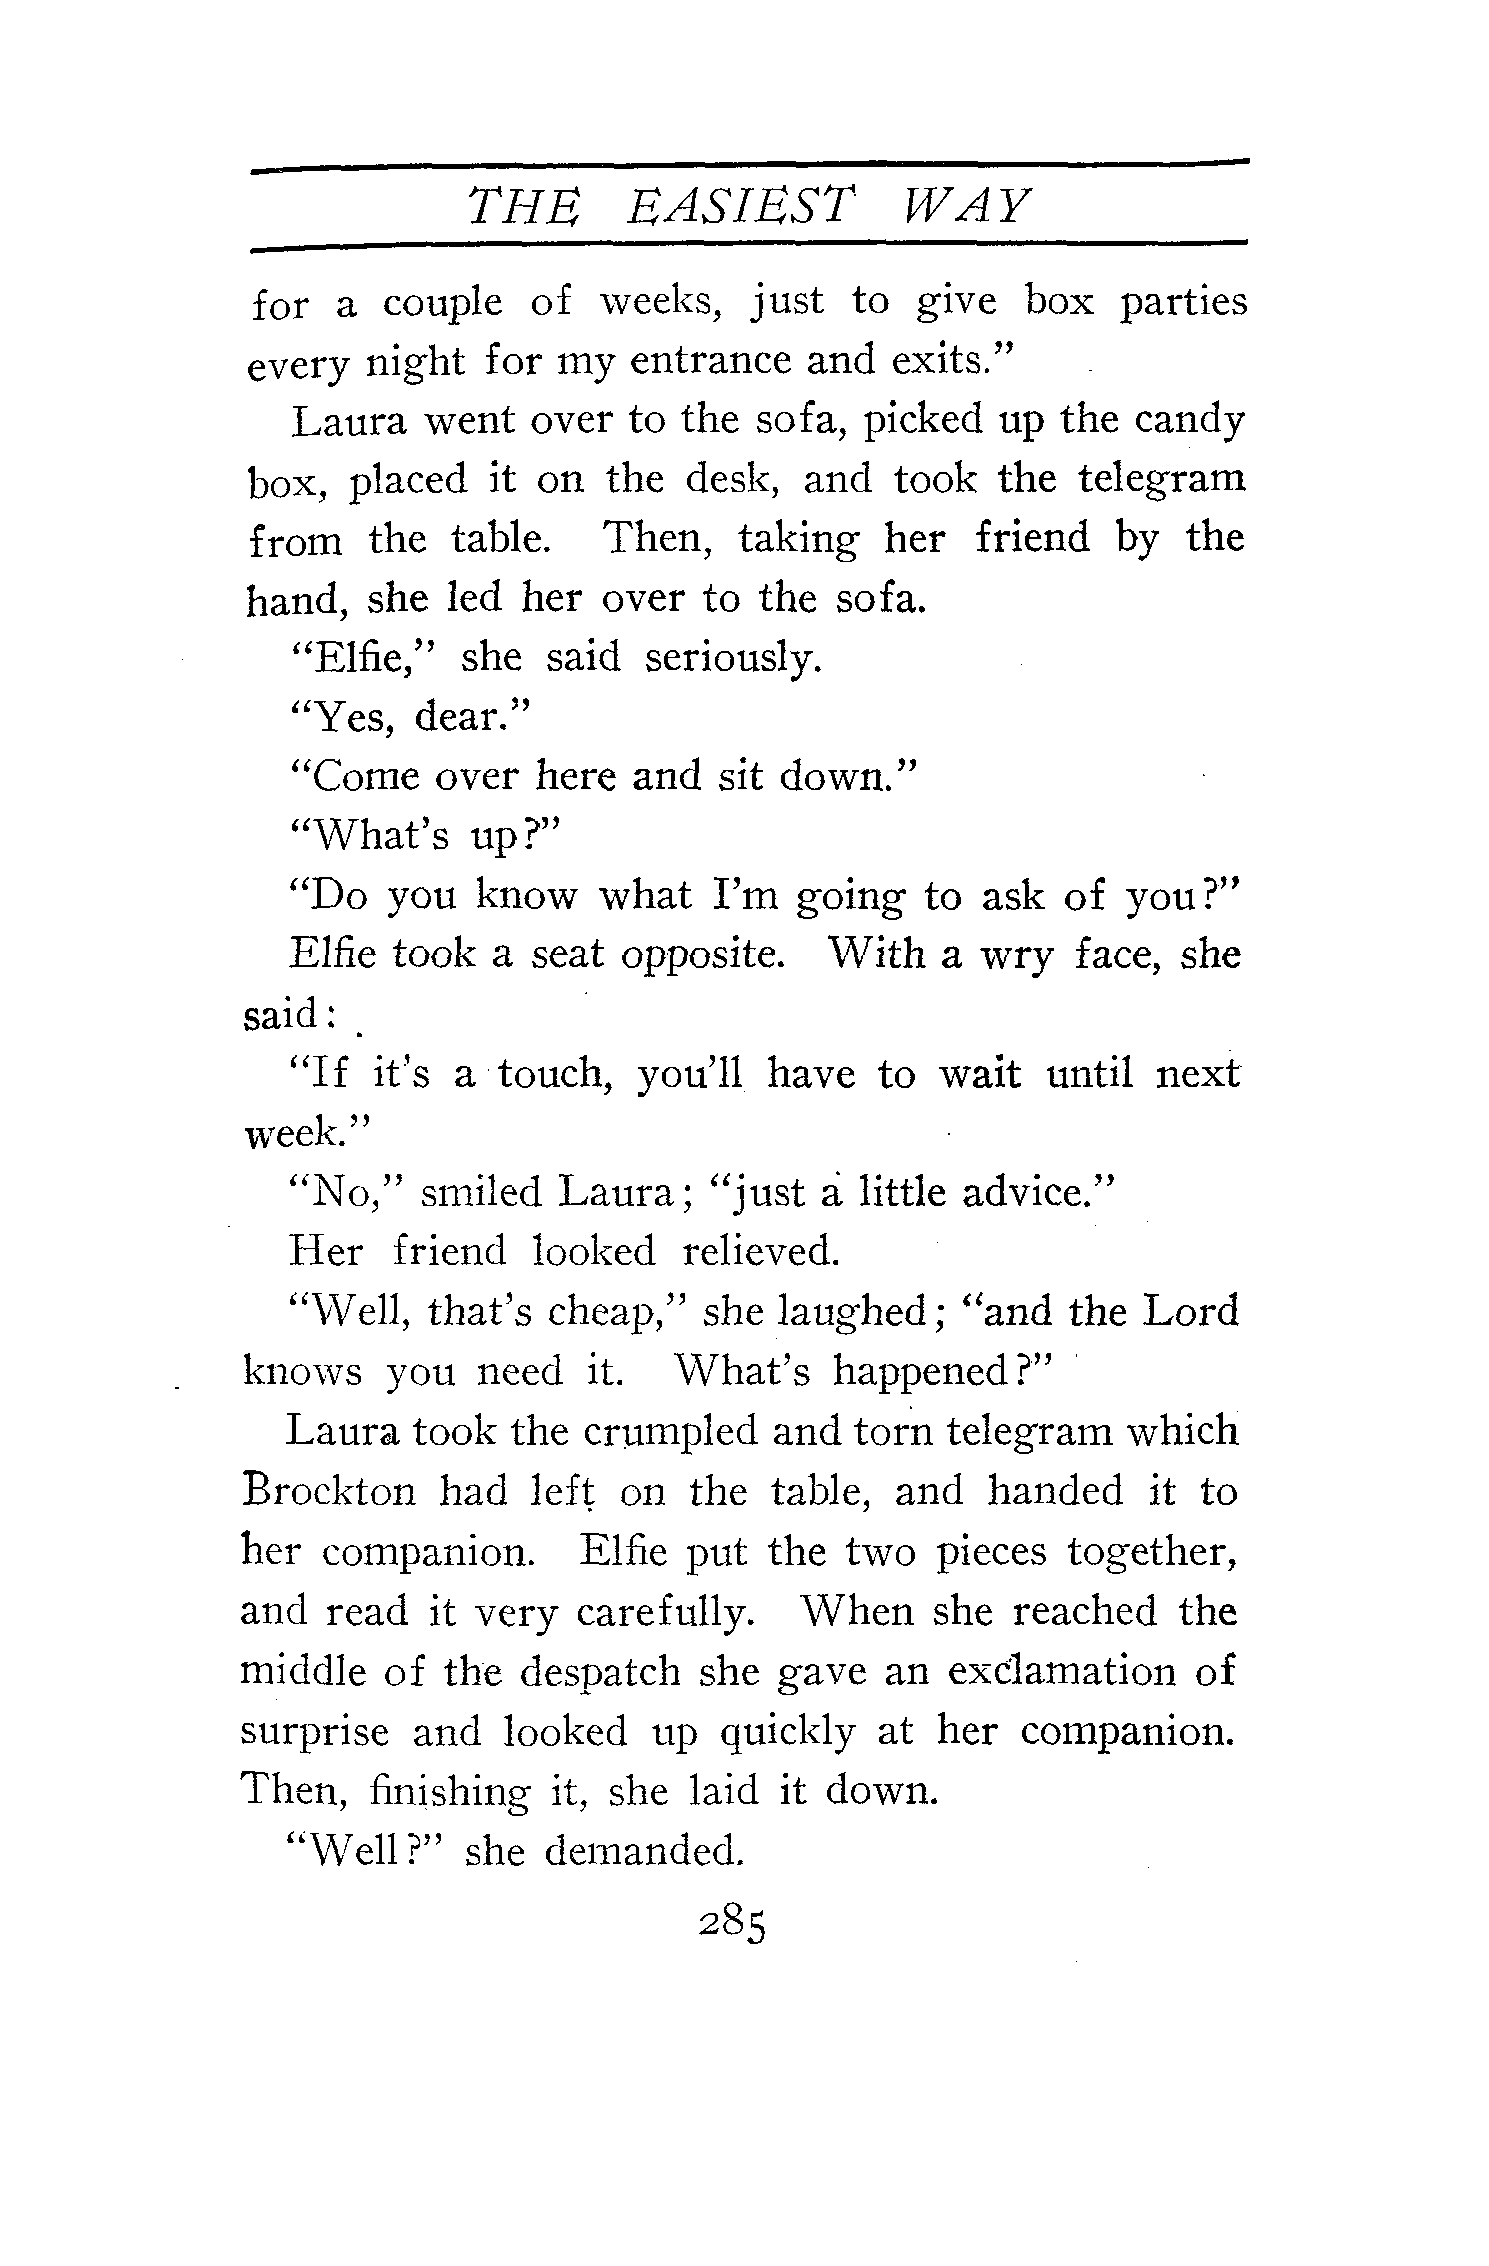 THE EASIEST WAY
for a couple of weeks, just to give box parties
every night for my entrance and exits.”
Laura went over to the sofa, picked up the candy
box, placed it on the desk, and took the telegram
from the table. Then, taking her friend by the
hand, she led her over to the sofa.
“Elfie,” she said seriously.
“Yes, dear.”
“Come over here and sit down.”
“What’s up?”
“Do you know what I’m going to ask of you?”
Elfie took a seat opposite. With a wry face, she
said:
“If it’s a touch, you’ll have to wait until next
week.”
“No,” smiled Laura; “just a little advice.”
Her friend looked relieved.
“Well, that’s cheap,” she laughed; “and the Lord
knows you need it. What’s happened?”
Laura took the crumpled and torn telegram which
Brockton had left on the table, and handed it to
her companion. Elfie put the two pieces together,
and read it very carefully. When she reached the
middle of the despatch she gave an exclamation of
surprise and looked up quickly at her companion.
Then, finishing it, she laid it down.
“Well?” she demanded.
285